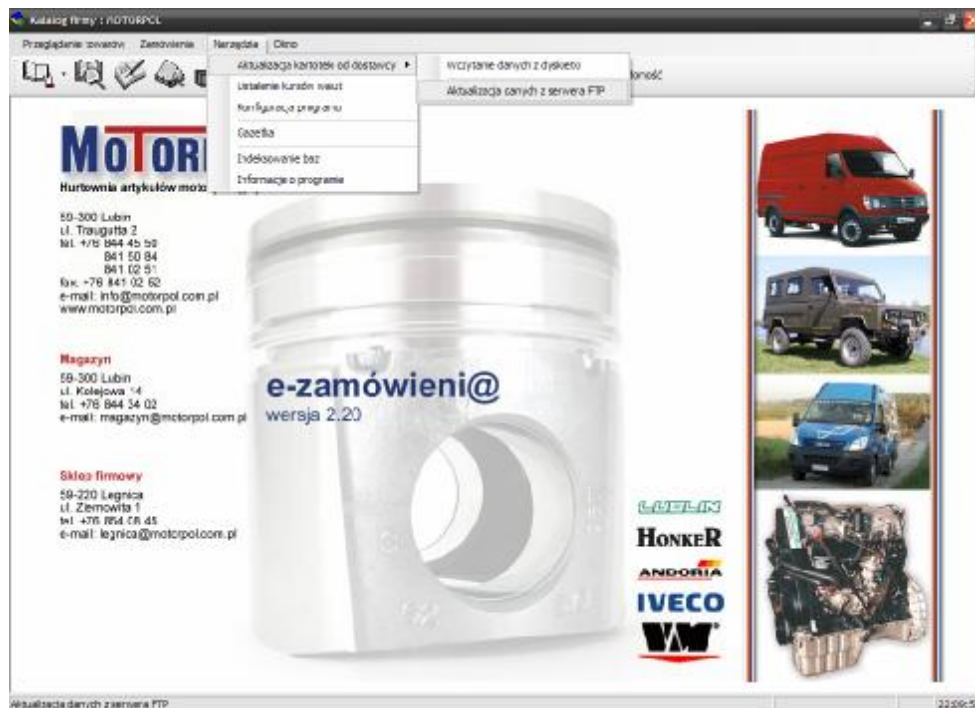 Katalog firmy : MOTORPOL
Przeglądanie towarów Zamówienia Narzędzia Okno
Aktualizacja kartotek od dostawcy
Ustalenie kursów walut
Konfiguracja programu
Gazetka
Indeksowanie baz
Informacje o programie
Wczytanie danych z dyskietki
Aktualizacja danych z serwera FTP
MOTOR
Hurtownia artykułów moto
59-300 Lubin
ul. Traugutta 2
tel. +76 844 45 50
841 50 84
841 02 51
fax. +76 841 02 62
e-mail: info@motorpol.com.pl
www.motorpol.com.pl
Magazyn
59-300 Lubin
ul. Kolejowa 14
tel. +76 844 34 02
e-mail: magazyn@motorpol.com.pl
Sklep firmowy
59-220 Legnica
ul. Ziemowita 1
tel. +76 854 08 45
e-mail: legnica@motorpol.com.pl
e-zamówieni@
wersja 2.20
LUBLIN
HONKER
ANDORIA
IVECO
VM
Aktualizacja danych z serwera FTP